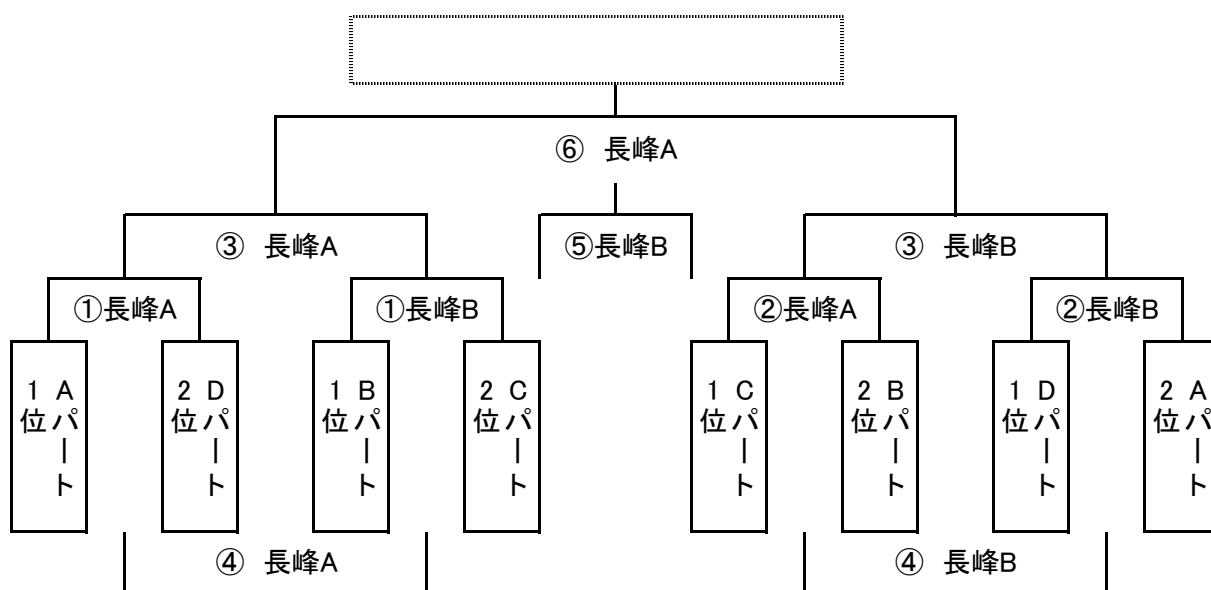 ⑥ 長峰A
③ 長峰A
⑤長峰B
③ 長峰B
①長峰A
①長峰B
②長峰A
②長峰B
Aパート
1位
Dパート
2位
Bパート
1位
Cパート
2位
Cパート
1位
Bパート
2位
Dパート
1位
Aパート
2位
④ 長峰A
④ 長峰B